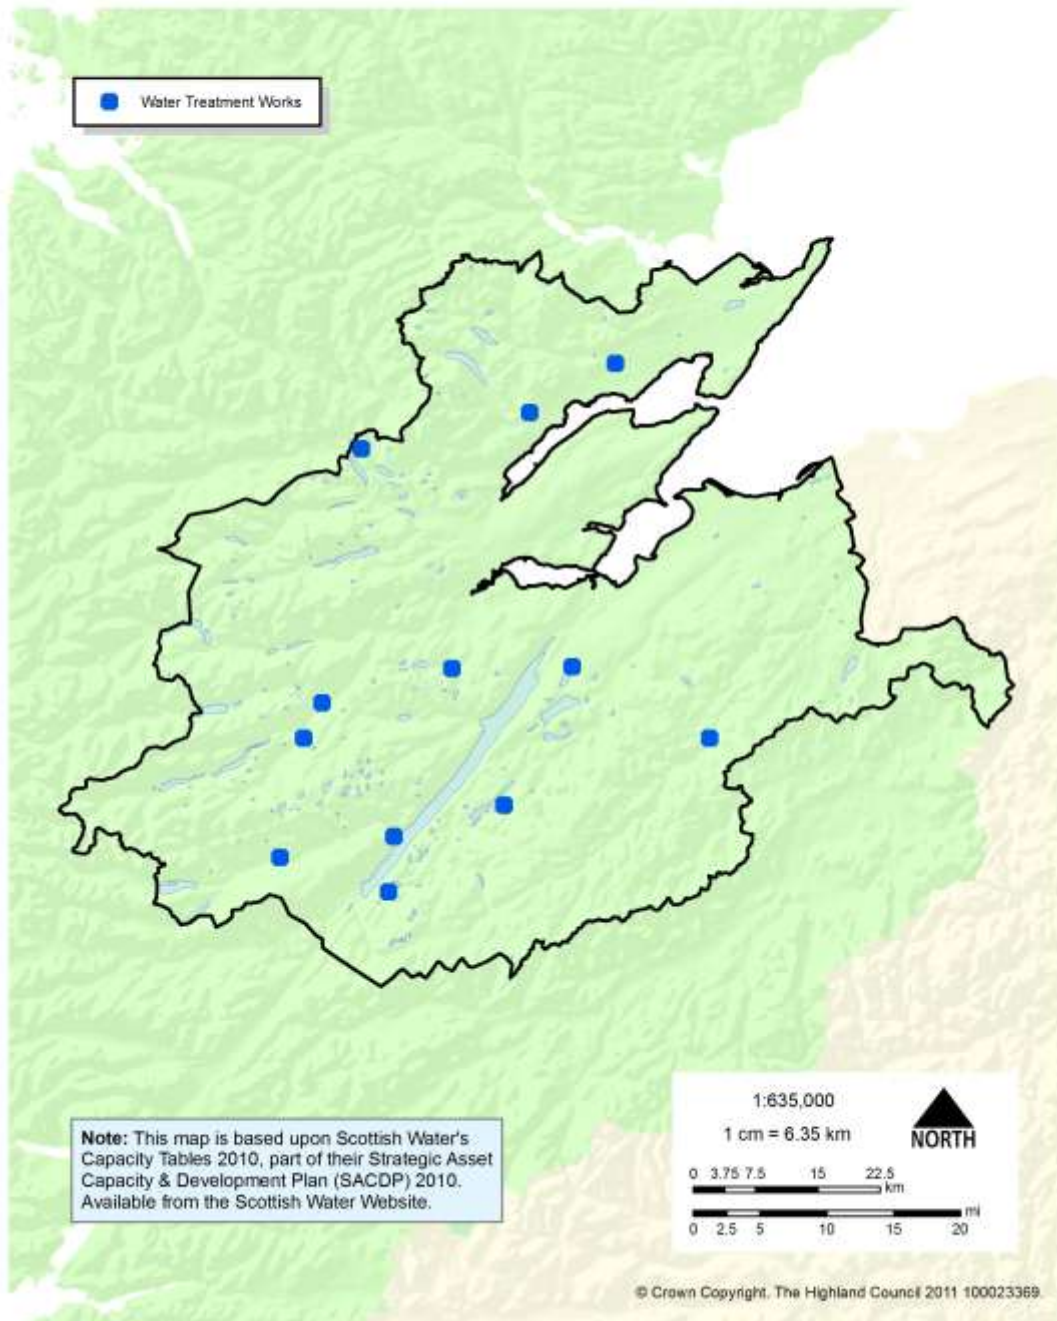 Water Treatment Works
Note: This map is based upon Scottish Water's
Capacity Tables 2010, part of their Strategic Asset
Capacity & Development Plan (SACDP) 2010.
Available from the Scottish Water Website.
1:635,000
1 cm = 6.35 km
NORTH
0 3.75 7.5 15 22.5
km
mi
0 2.5 5 10 15 20
© Crown Copyright. The Highland Council 2011 100023369.